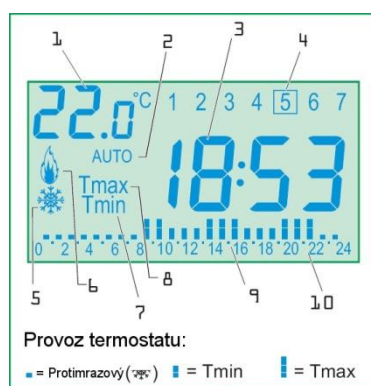 1 2 3 4
22.0 °C 1 2 3 4 5 6 7
AUTO 18:53
Tmax
Tmin
0 2 4 6 8 10 12 14 16 18 20 22 24
5 6 7 8 9 10
Provoz termostatu:
= Protimrazový ( ) = Tmin = Tmax